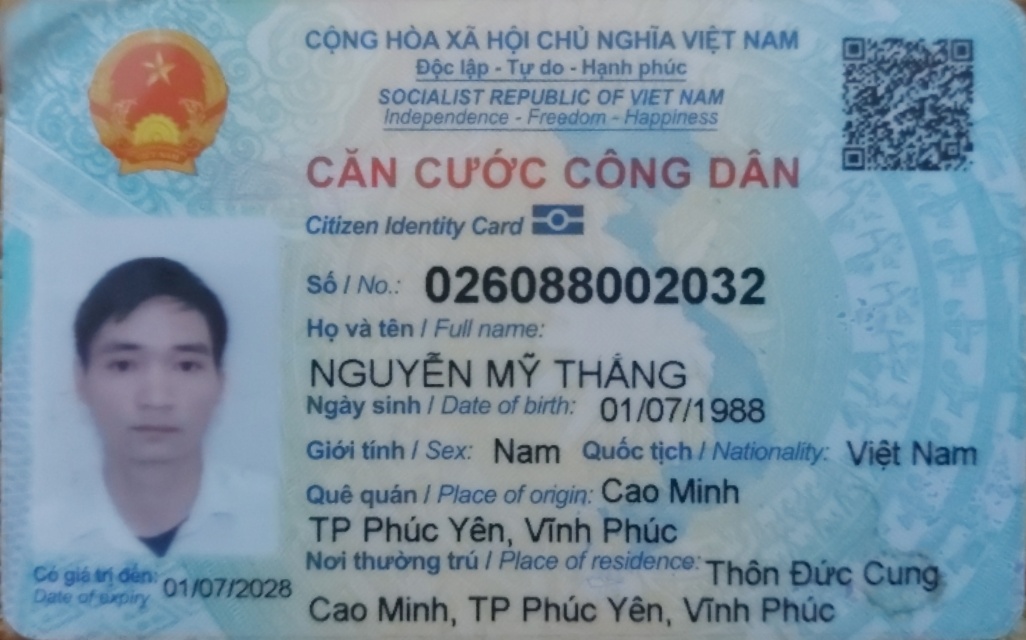 CỘNG HÒA XÃ HỘI CHỦ NGHĨA VIỆT NAM
Độc lập - Tự do - Hạnh phúc
SOCIALIST REPUBLIC OF VIET NAM
Independence - Freedom - Happiness
CĂN CƯỚC CÔNG DÂN
Citizen Identity Card
Số / No.: 026088002032
Họ và tên / Full name:
NGUYỄN MỸ THẮNG
Ngày sinh / Date of birth: 01/07/1988
Giới tính / Sex: Nam Quốc tịch / Nationality: Việt Nam
Quê quán / Place of origin: Cao Minh
TP Phúc Yên, Vĩnh Phúc
Nơi thường trú / Place of residence: Thôn Đức Cung
Cao Minh, TP Phúc Yên, Vĩnh Phúc
Có giá trị đến: 01/07/2028
Date of expiry